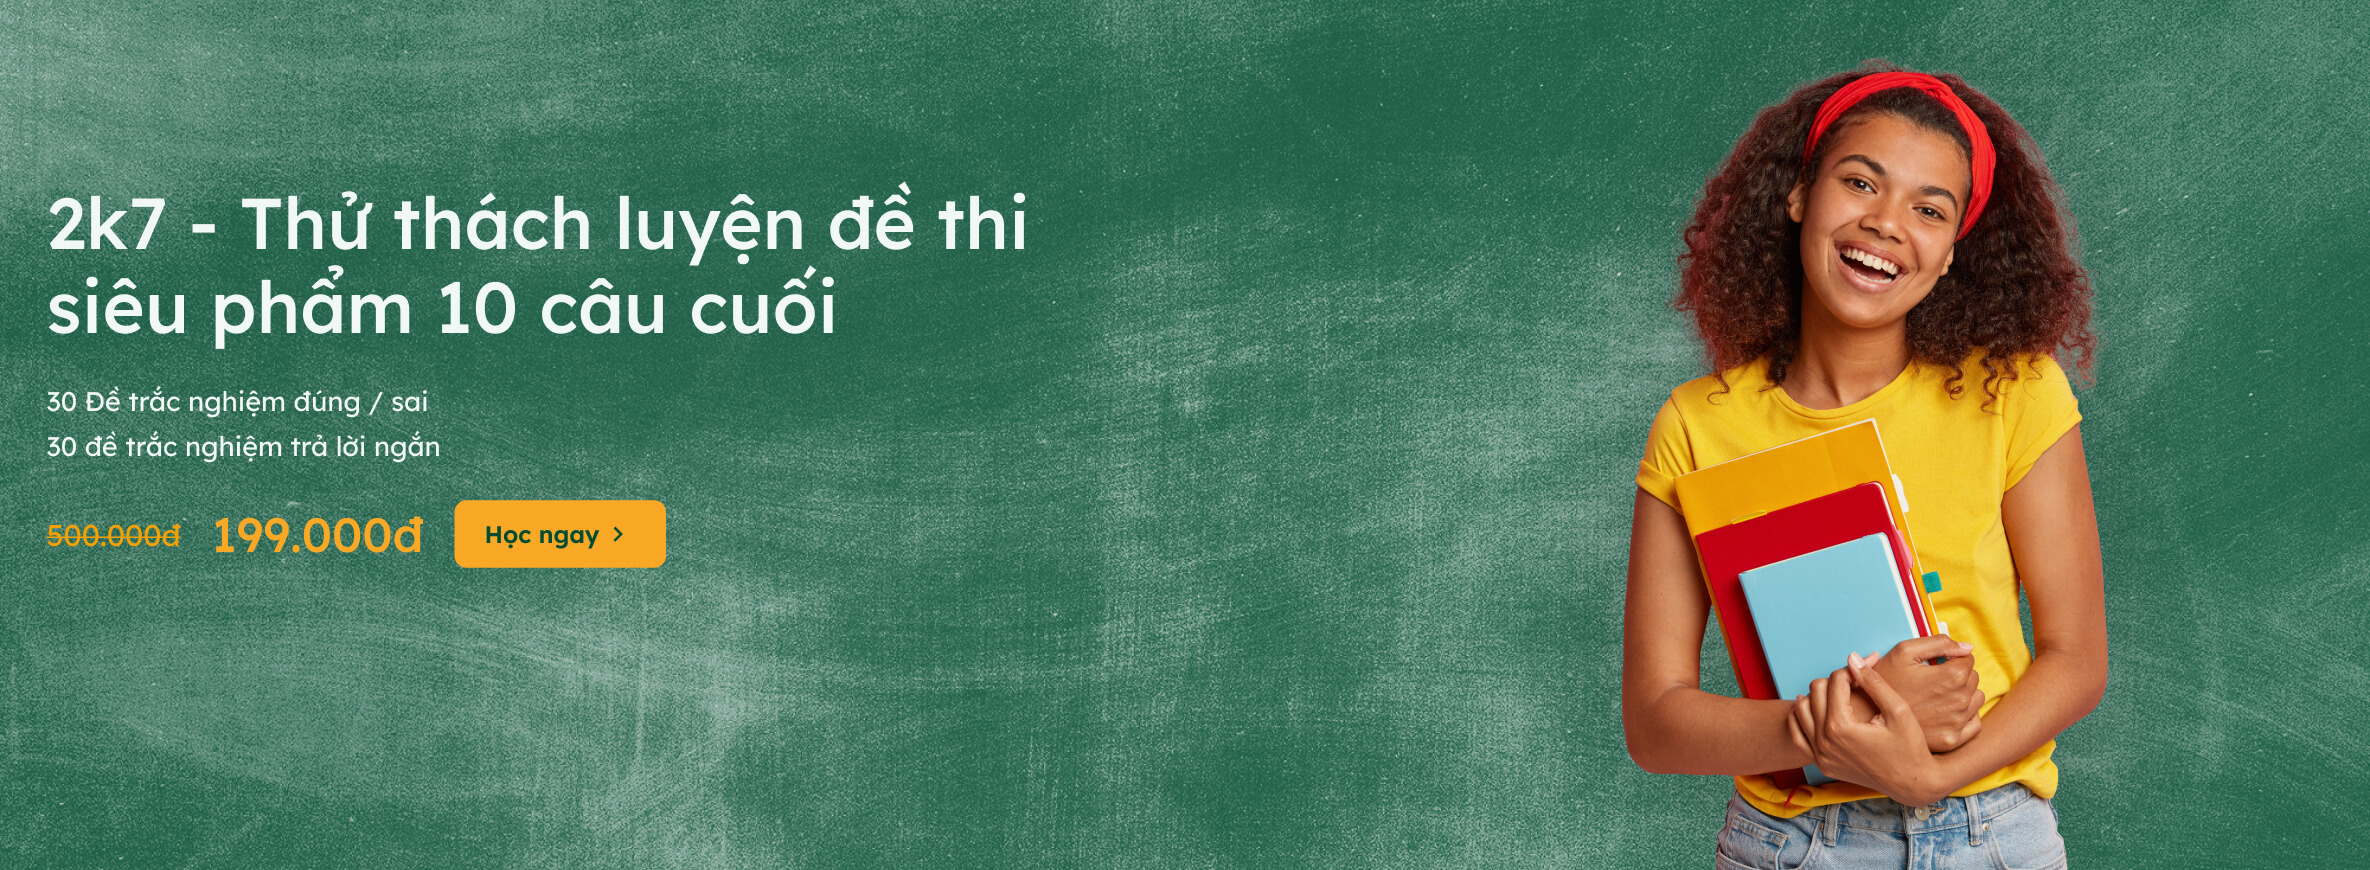 2k7 - Thử thách luyện đề thi
siêu phẩm 10 câu cuối
30 Đề trắc nghiệm đúng / sai
30 đề trắc nghiệm trả lời ngắn
500.000đ 199.000đ Học ngay >